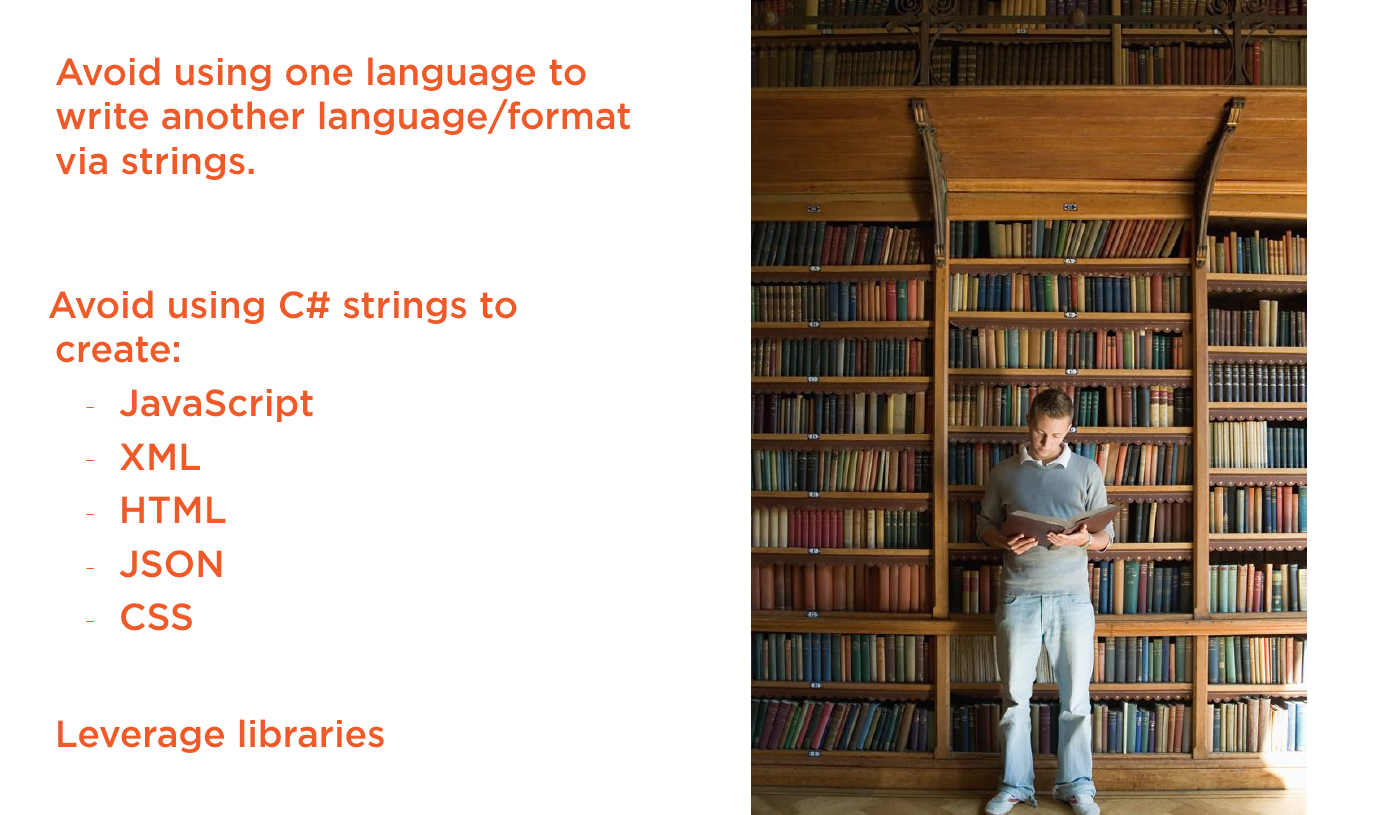 Avoid using one language to
write another language/format
via strings.
Avoid using C# strings to
create:
- JavaScript
- XML
- HTML
- JSON
- CSS
Leverage libraries